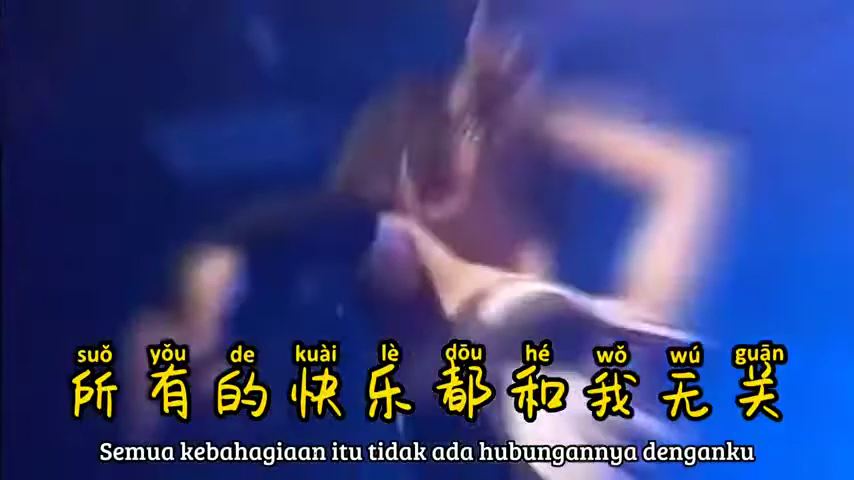 suǒ yǒu de kuài lè dōu hé wǒ wú guān
所有的快乐都和我无关
Semua kebahagiaan itu tidak ada hubungannya denganku